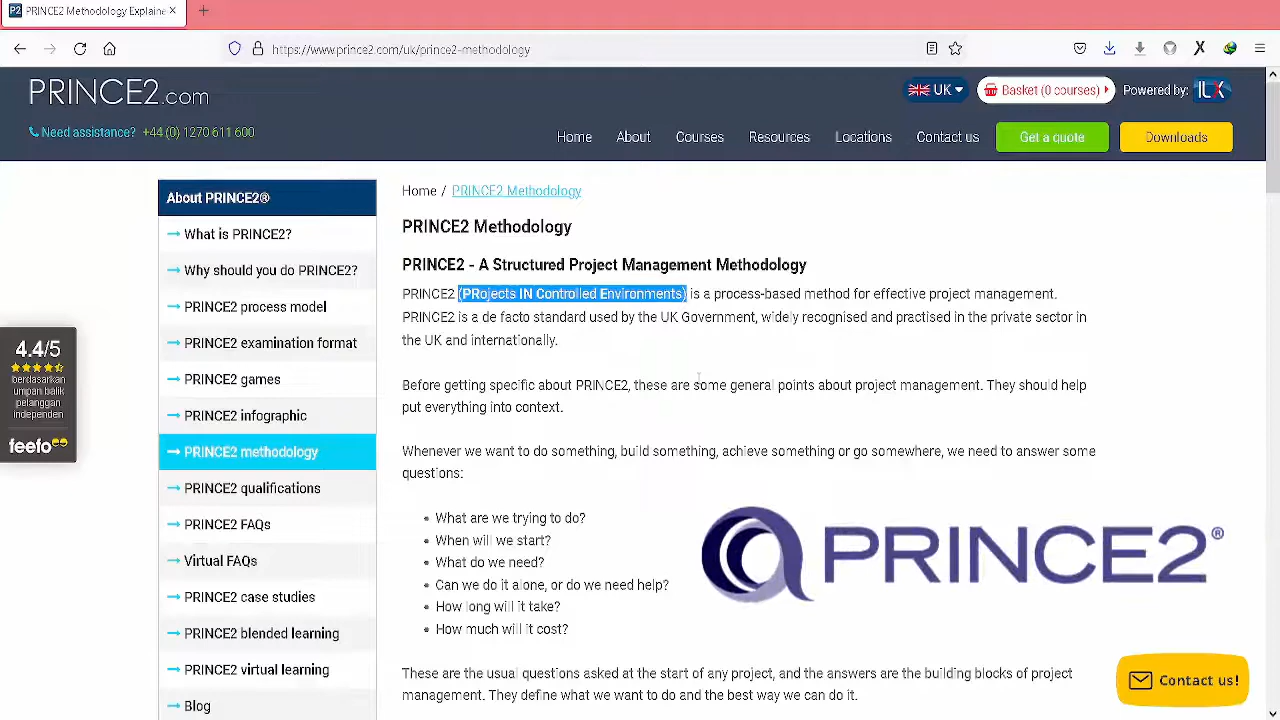 P2 PRINCE2 Methodology Explaine
https://www.prince2.com/uk/prince2-methodology
PRINCE2.com
UK
Basket (0 courses)
Powered by: ILX
Need assistance? +44 (0) 1270 611 600
Home About Courses Resources Locations Contact us Get a quote Downloads
About PRINCE2®
What is PRINCE2?
Why should you do PRINCE2?
PRINCE2 process model
PRINCE2 examination format
PRINCE2 games
PRINCE2 infographic
PRINCE2 methodology
PRINCE2 qualifications
PRINCE2 FAQs
Virtual FAQs
PRINCE2 case studies
PRINCE2 blended learning
PRINCE2 virtual learning
Blog
4.4/5
berdasarkan
umpan balik
pelanggan
independen
feefo
Home / PRINCE2 Methodology
PRINCE2 Methodology
PRINCE2 - A Structured Project Management Methodology
PRINCE2 (PRojects IN Controlled Environments) is a process-based method for effective project management.
PRINCE2 is a de facto standard used by the UK Government, widely recognised and practised in the private sector in
the UK and internationally.
Before getting specific about PRINCE2, these are some general points about project management. They should help
put everything into context.
Whenever we want to do something, build something, achieve something or go somewhere, we need to answer some
questions:
• What are we trying to do?
• When will we start?
• What do we need?
• Can we do it alone, or do we need help?
• How long will it take?
• How much will it cost?
PRINCE2®
These are the usual questions asked at the start of any project, and the answers are the building blocks of project
management. They define what we want to do and the best way we can do it.
Contact us!